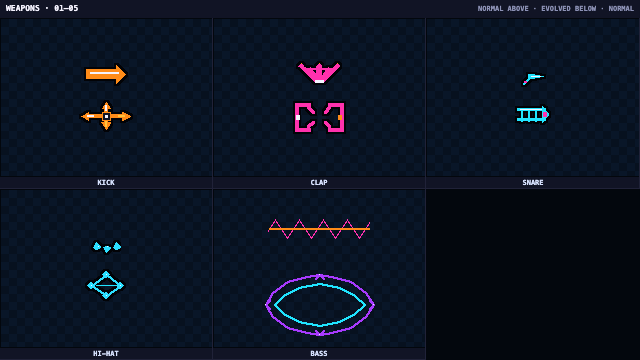 WEAPONS · 01—05
NORMAL ABOVE · EVOLVED BELOW · NORMAL
KICK
CLAP
SNARE
HI-HAT
BASS